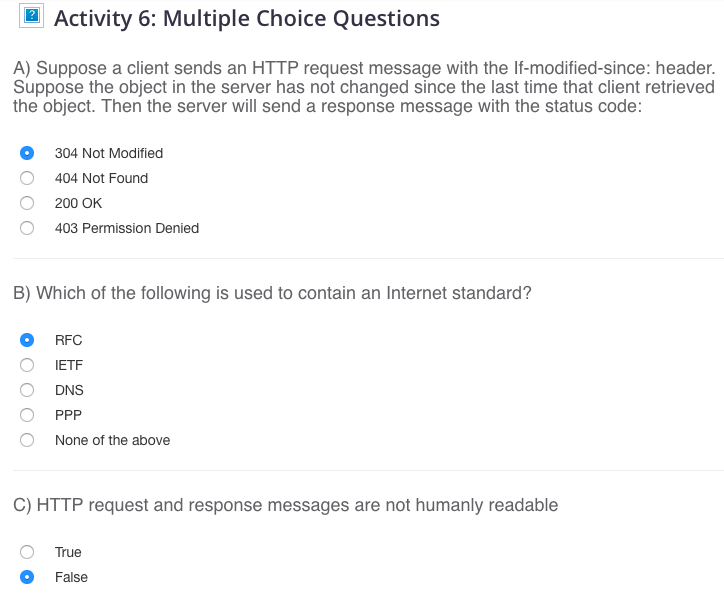 Activity 6: Multiple Choice Questions
A) Suppose a client sends an HTTP request message with the If-modified-since: header.
Suppose the object in the server has not changed since the last time that client retrieved
the object. Then the server will send a response message with the status code:
304 Not Modified
404 Not Found
200 OK
403 Permission Denied
B) Which of the following is used to contain an Internet standard?
RFC
IETF
DNS
PPP
None of the above
C) HTTP request and response messages are not humanly readable
True
False